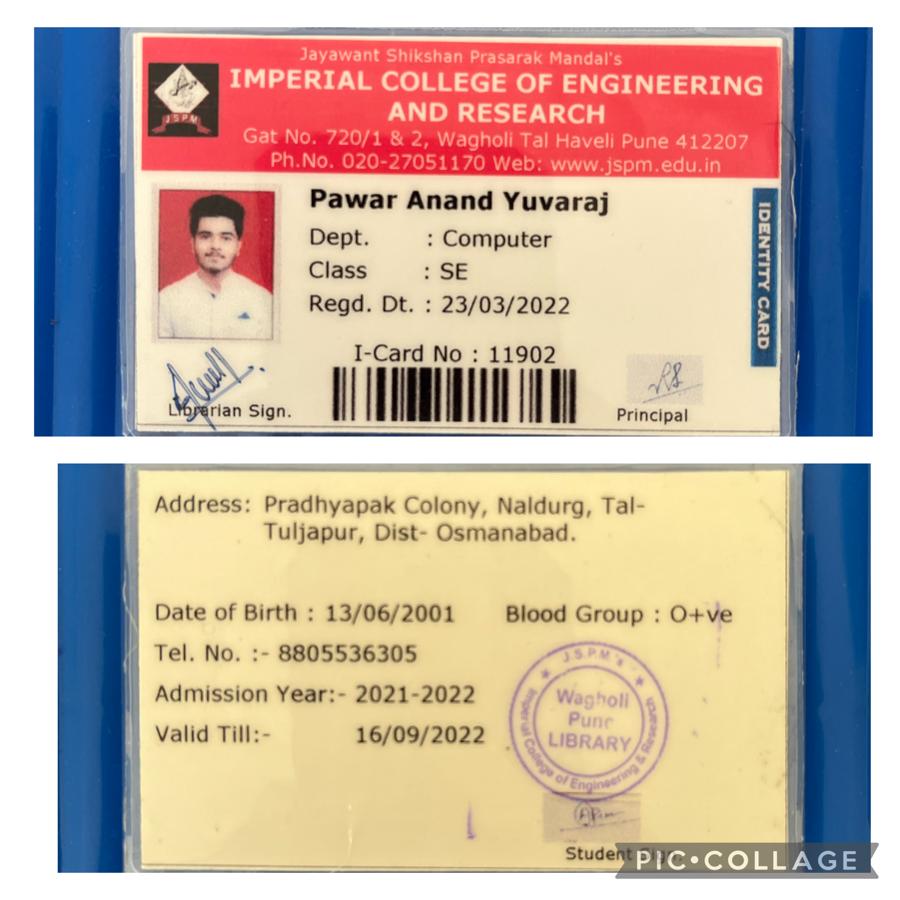 Jayawant Shikshan Prasarak Mandal's
IMPERIAL COLLEGE OF ENGINEERING
AND RESEARCH
JSPM
Gat No. 720/1 & 2, Wagholi Tal Haveli Pune 412207
Ph.No. 020-27051170 Web: www.jspm.edu.in
Pawar Anand Yuvaraj
Dept. : Computer
Class : SE
Regd. Dt. : 23/03/2022
IDENTITY CARD
I-Card No : 11902
Librarian Sign.
Principal
Address: Pradhyapak Colony, Naldurg, Tal-
Tuljapur, Dist- Osmanabad.
Date of Birth : 13/06/2001 Blood Group : O+ve
Tel. No. :- 8805536305
Admission Year:- 2021-2022
Valid Till:- 16/09/2022
J.S.P.M's
Wagholi
Pune
LIBRARY
Imperial College of Engineering & Research
Student Sign.
PIC•COLLAGE